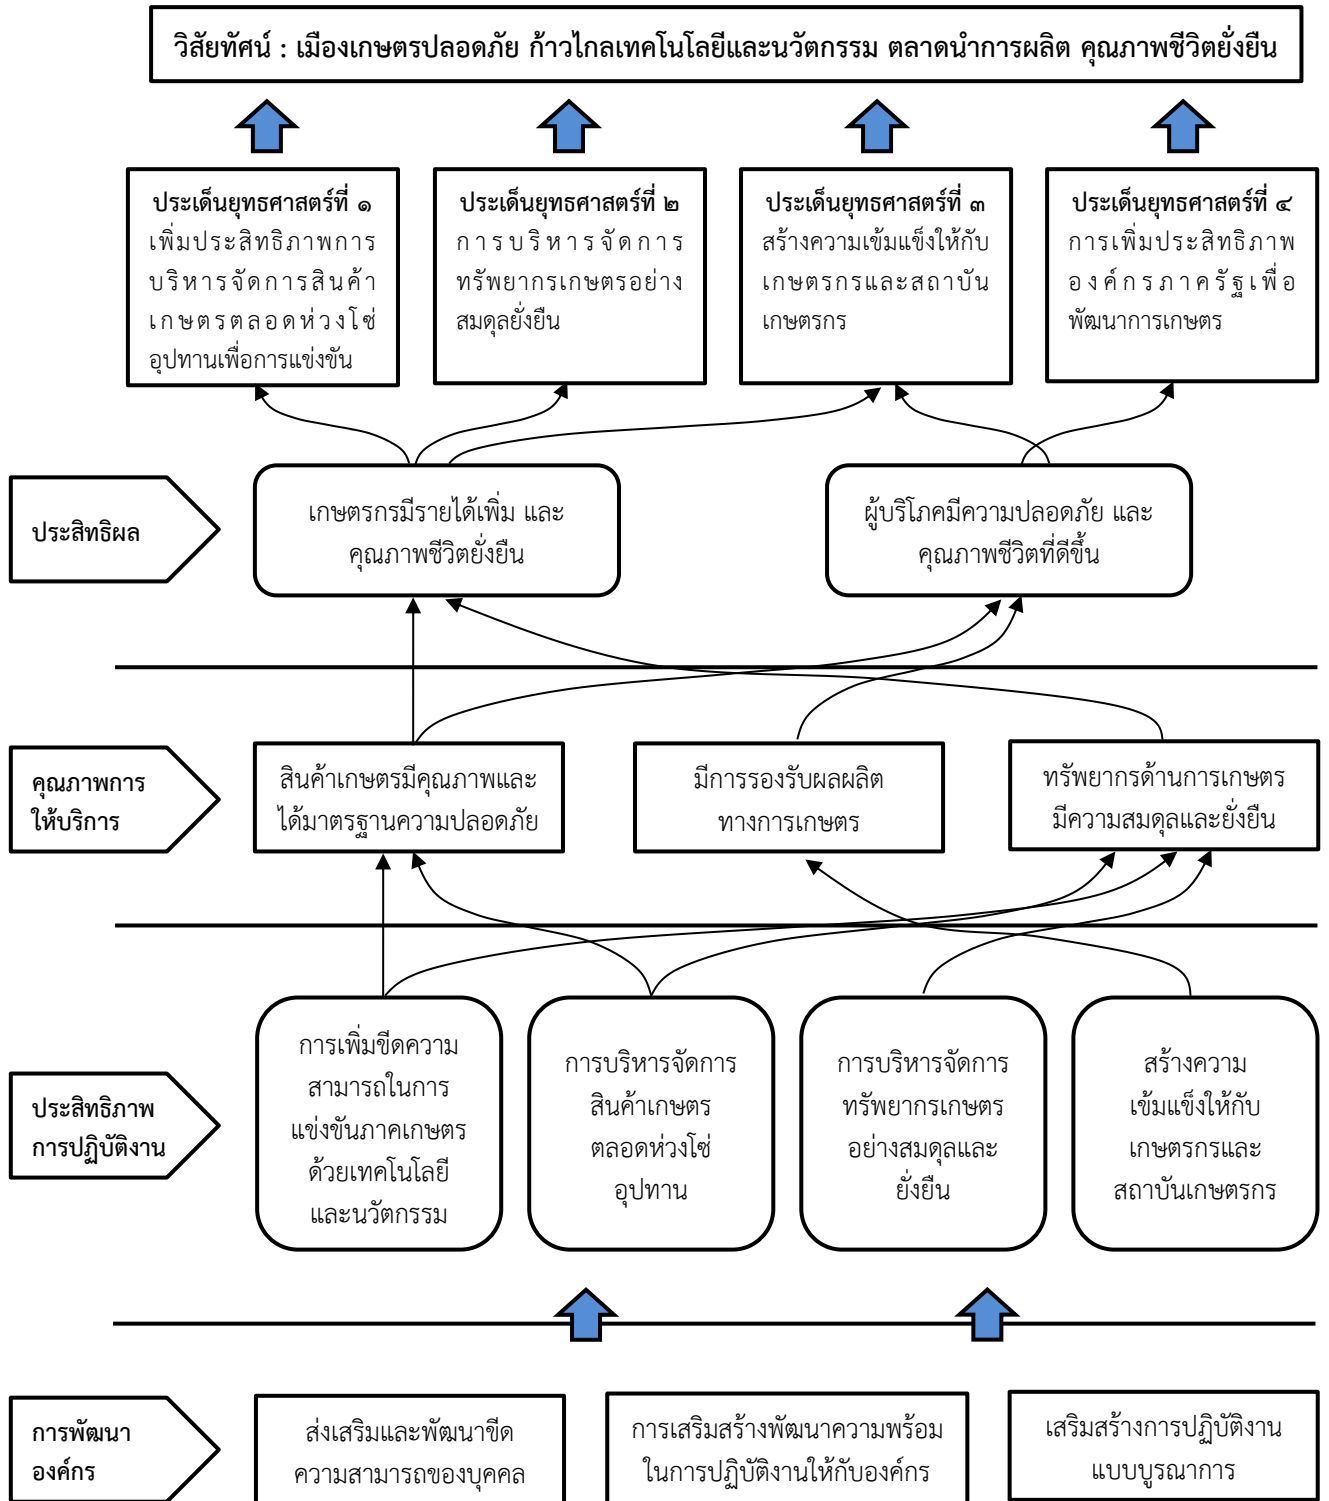 วิสัยทัศน์ : เมืองเกษตรปลอดภัย ก้าวไกลเทคโนโลยีและนวัตกรรม ตลาดนำการผลิต คุณภาพชีวิตยั่งยืน
ประเด็นยุทธศาสตร์ที่ ๑
เพิ่มประสิทธิภาพการ
บริหารจัดการสินค้า
เกษตรตลอดห่วงโซ่
อุปทานเพื่อการแข่งขัน
ประเด็นยุทธศาสตร์ที่ ๒
การบริหารจัดการ
ทรัพยากรเกษตรอย่าง
สมดุลยั่งยืน
ประเด็นยุทธศาสตร์ที่ ๓
สร้างความเข้มแข็งให้กับ
เกษตรกรและสถาบัน
เกษตรกร
ประเด็นยุทธศาสตร์ที่ ๔
การเพิ่มประสิทธิภาพ
องค์กรภาครัฐเพื่อ
พัฒนาการเกษตร
ประสิทธิผล
เกษตรกรมีรายได้เพิ่ม และ
คุณภาพชีวิตยั่งยืน
ผู้บริโภคมีความปลอดภัย และ
คุณภาพชีวิตที่ดีขึ้น
คุณภาพการ
ให้บริการ
สินค้าเกษตรมีคุณภาพและ
ได้มาตรฐานความปลอดภัย
มีการรองรับผลผลิต
ทางการเกษตร
ทรัพยากรด้านการเกษตร
มีความสมดุลและยั่งยืน
ประสิทธิภาพ
การปฏิบัติงาน
การเพิ่มขีดความ
สามารถในการ
แข่งขันภาคเกษตร
ด้วยเทคโนโลยี
และนวัตกรรม
การบริหารจัดการ
สินค้าเกษตร
ตลอดห่วงโซ่
อุปทาน
การบริหารจัดการ
ทรัพยากรเกษตร
อย่างสมดุลและ
ยั่งยืน
สร้างความ
เข้มแข็งให้กับ
เกษตรกรและ
สถาบันเกษตรกร
การพัฒนา
องค์กร
ส่งเสริมและพัฒนาขีด
ความสามารถของบุคคล
การเสริมสร้างพัฒนาความพร้อม
ในการปฏิบัติงานให้กับองค์กร
เสริมสร้างการปฏิบัติงาน
แบบบูรณาการ